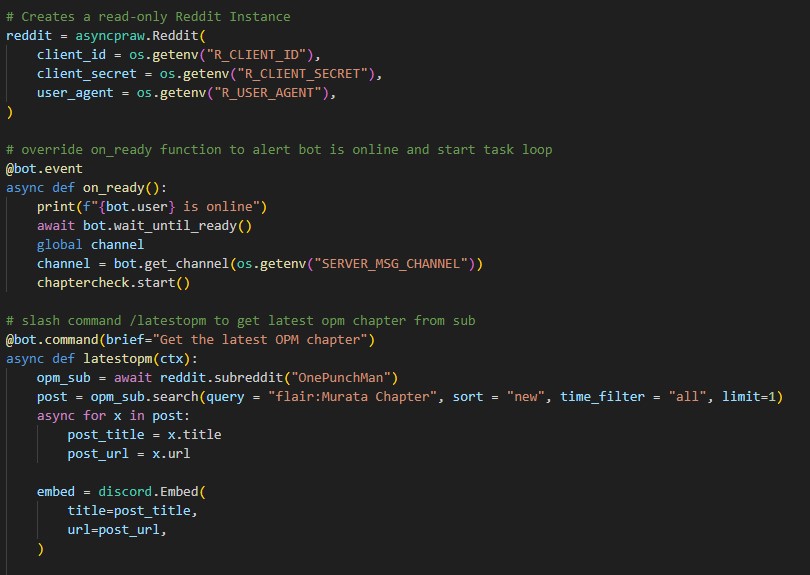 # Creates a read-only Reddit Instance
reddit = asyncpraw.Reddit(
    client_id = os.getenv("R_CLIENT_ID"),
    client_secret = os.getenv("R_CLIENT_SECRET"),
    user_agent = os.getenv("R_USER_AGENT"),
)

# override on_ready function to alert bot is online and start task loop
@bot.event
async def on_ready():
    print(f"{bot.user} is online")
    await bot.wait_until_ready()
    global channel
    channel = bot.get_channel(os.getenv("SERVER_MSG_CHANNEL"))
    chaptercheck.start()

# slash command /latestopm to get latest opm chapter from sub
@bot.command(brief="Get the latest OPM chapter")
async def latestopm(ctx):
    opm_sub = await reddit.subreddit("OnePunchMan")
    post = opm_sub.search(query = "flair:Murata Chapter", sort = "new", time_filter = "all", limit=1)
    async for x in post:
        post_title = x.title
        post_url = x.url

    embed = discord.Embed(
        title=post_title,
        url=post_url,
    )